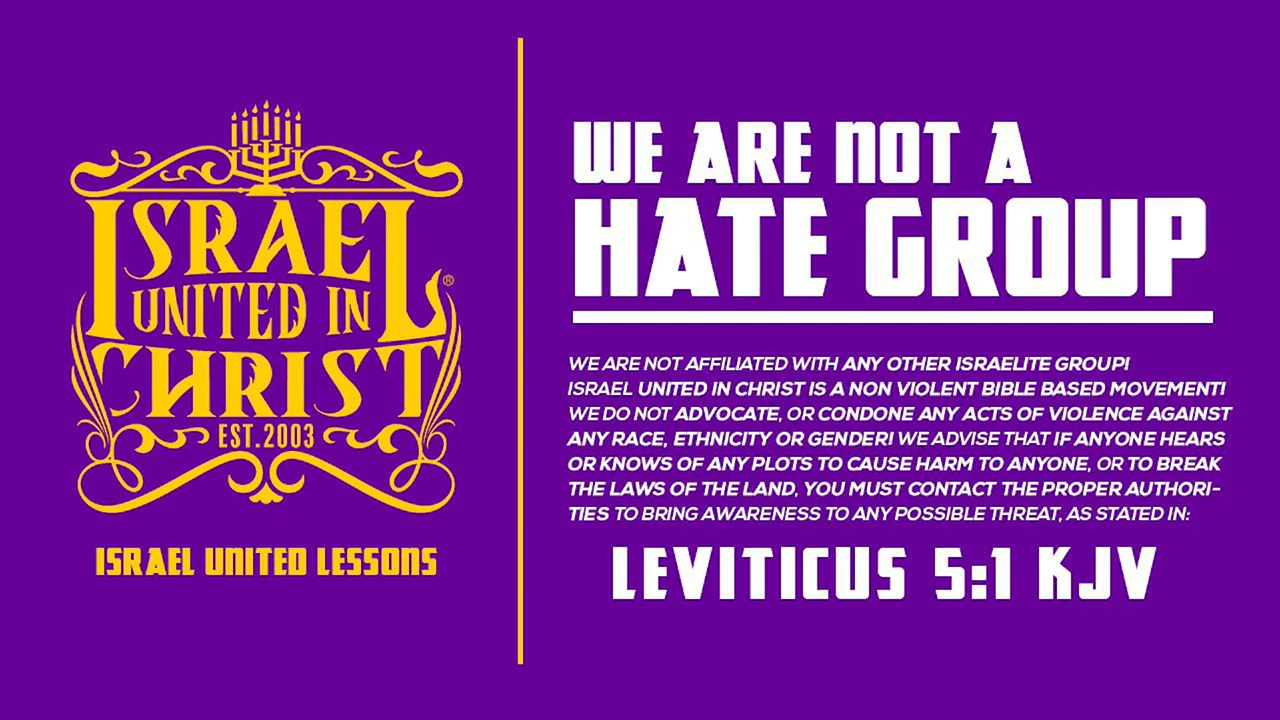 ISRAEL
UNITED IN
CHRIST®
EST.2003
ISRAEL UNITED LESSONS
WE ARE NOT A
HATE GROUP
WE ARE NOT AFFILIATED WITH ANY OTHER ISRAELITE GROUP!
ISRAEL UNITED IN CHRIST IS A NON VIOLENT BIBLE BASED MOVEMENT!
WE DO NOT ADVOCATE, OR CONDONE ANY ACTS OF VIOLENCE AGAINST
ANY RACE, ETHNICITY OR GENDER! WE ADVISE THAT IF ANYONE HEARS
OR KNOWS OF ANY PLOTS TO CAUSE HARM TO ANYONE, OR TO BREAK
THE LAWS OF THE LAND, YOU MUST CONTACT THE PROPER AUTHORI-
TIES TO BRING AWARENESS TO ANY POSSIBLE THREAT, AS STATED IN:
LEVITICUS 5:1 KJV